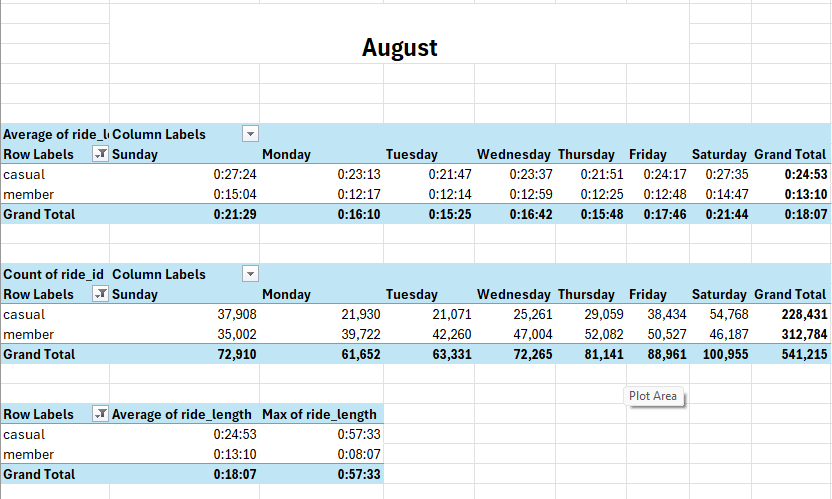 August
Average of ride_l Column Labels
Row Labels Sunday Monday Tuesday Wednesday Thursday Friday Saturday Grand Total
casual 0:27:24 0:23:13 0:21:47 0:23:37 0:21:51 0:24:17 0:27:35 0:24:53
member 0:15:04 0:12:17 0:12:14 0:12:59 0:12:25 0:12:48 0:14:47 0:13:10
Grand Total 0:21:29 0:16:10 0:15:25 0:16:42 0:15:48 0:17:46 0:21:44 0:18:07
Count of ride_id Column Labels
Row Labels Sunday Monday Tuesday Wednesday Thursday Friday Saturday Grand Total
casual 37,908 21,930 21,071 25,261 29,059 38,434 54,768 228,431
member 35,002 39,722 42,260 47,004 52,082 50,527 46,187 312,784
Grand Total 72,910 61,652 63,331 72,265 81,141 88,961 100,955 541,215
Plot Area
Row Labels Average of ride_length Max of ride_length
casual 0:24:53 0:57:33
member 0:13:10 0:08:07
Grand Total 0:18:07 0:57:33